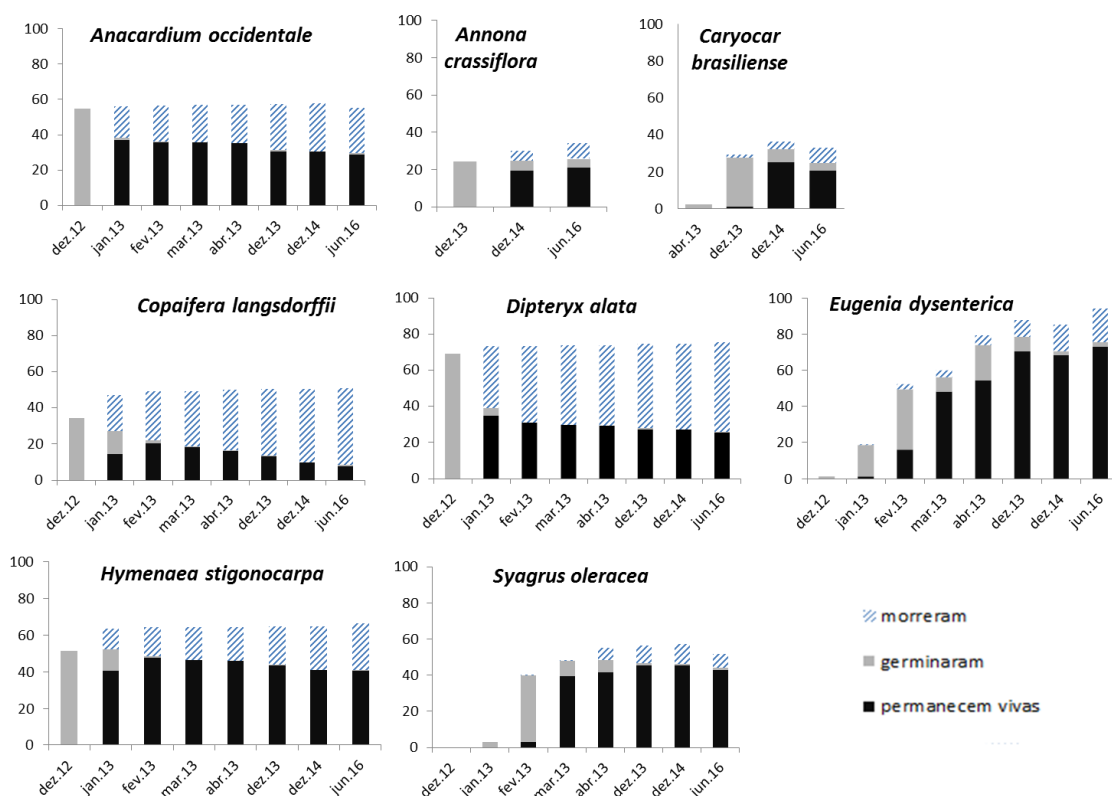 Anacardium occidentale
100
80
60
40
20
0
dez.12
jan.13
fev.13
mar.13
abr.13
dez.13
dez.14
jun.16
Annona
crassiflora
100
80
60
40
20
0
dez.13
dez.14
jun.16
Caryocar
brasiliense
100
80
60
40
20
0
abr.13
dez.13
dez.14
jun.16
Copaifera langsdorffii
100
80
60
40
20
0
dez.12
jan.13
fev.13
mar.13
abr.13
dez.13
dez.14
jun.16
Dipteryx alata
100
80
60
40
20
0
dez.12
jan.13
fev.13
mar.13
abr.13
dez.13
dez.14
jun.16
Eugenia dysenterica
100
80
60
40
20
0
dez.12
jan.13
fev.13
mar.13
abr.13
dez.13
dez.14
jun.16
Hymenaea stigonocarpa
100
80
60
40
20
0
dez.12
jan.13
fev.13
mar.13
abr.13
dez.13
dez.14
jun.16
Syagrus oleracea
100
80
60
40
20
0
dez.12
jan.13
fev.13
mar.13
abr.13
dez.13
dez.14
jun.16
morreram
germinaram
permanecem vivas